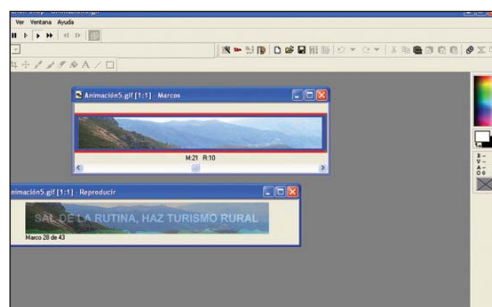 Ver Ventana Ayuda
Animación5.gif [1:1] - Marcos
M:21 R:10
nimación5.gif [1:1] - Reproducir
SAL DE LA RUTINA, HAZ TURISMO RURAL
Marco 28 de 43